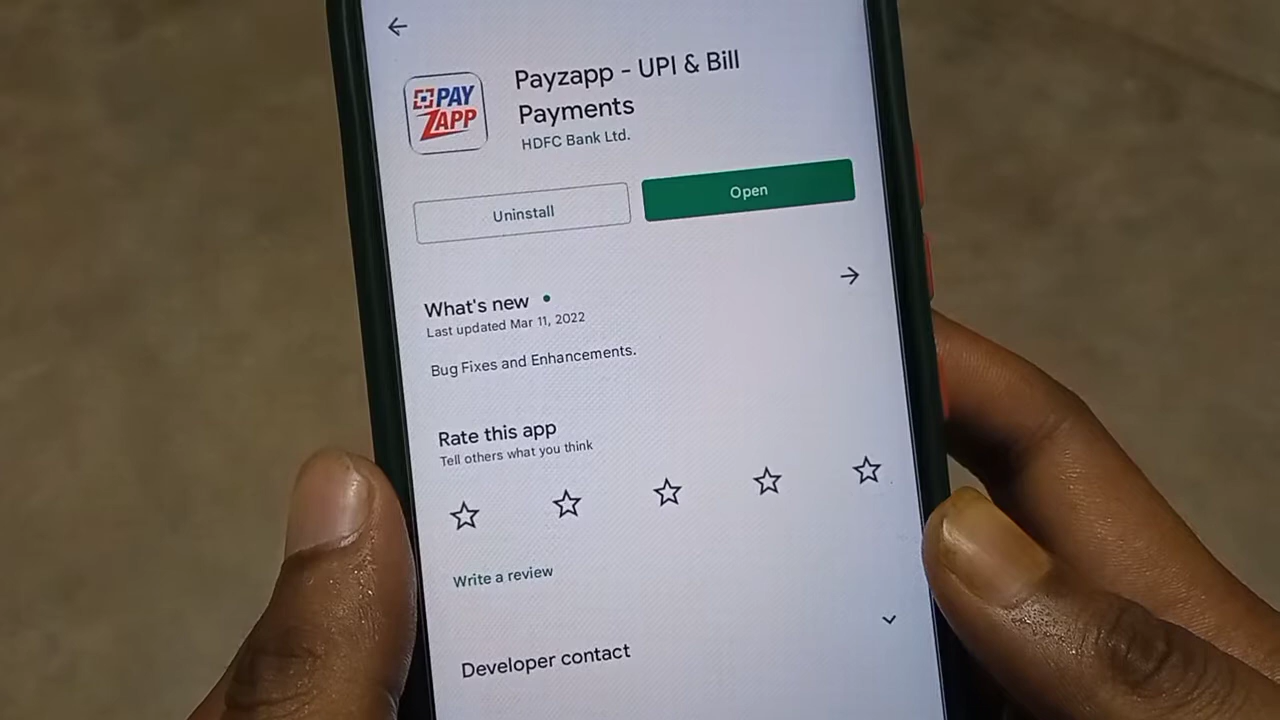 PAY
ZAPP
Payzapp - UPI & Bill
Payments
HDFC Bank Ltd.
Uninstall
Open
What's new
Last updated Mar 11, 2022
Bug Fixes and Enhancements.
Rate this app
Tell others what you think
Write a review
Developer contact